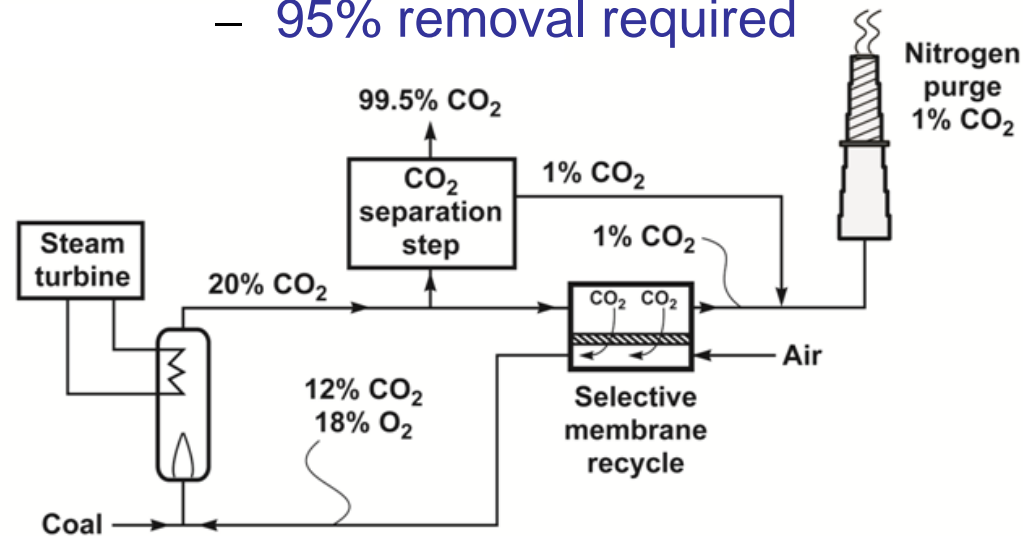 – 95% removal required
Nitrogen
purge
1% CO₂
99.5% CO₂
CO₂
separation
step
1% CO₂
1% CO₂
Steam
turbine
20% CO₂
CO₂ CO₂
Air
12% CO₂
18% O₂
Selective
membrane
recycle
Coal